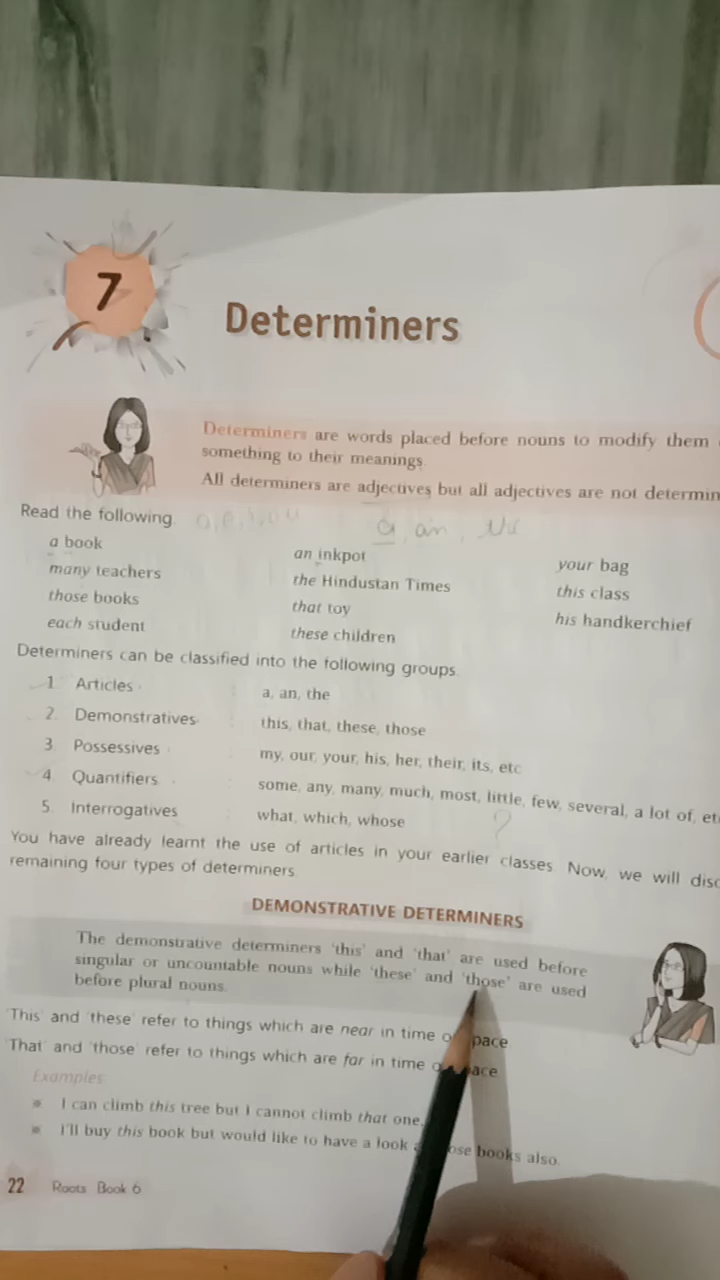 7
Determiners
Determiners are words placed before nouns to modify them
something to their meanings.
All determiners are adjectives but all adjectives are not
Read the following. a, e, i, o, u a, an, the
a book an inkpot your bag
many teachers the Hindustan Times this class
those books that toy his handkerchief
each student these children
Determiners can be classified into the following groups.
1. Articles : a, an, the
2. Demonstratives : this, that, these, those
3. Possessives : my, our, your, his, her, their, its, etc.
4. Quantifiers : some, any, many, much, most, little, few, several, a lot of,
5. Interrogatives : what, which, whose ?
You have already learnt the use of articles in your earlier classes. Now, we will
remaining four types of determiners.
DEMONSTRATIVE DETERMINERS
The demonstrative determiners 'this' and 'that' are used before
singular or uncountable nouns while 'these' and 'those' are used
before plural nouns.
'This' and 'these' refer to things which are near in time
'That' and 'those' refer to things which are far in time
Examples:
I can climb this tree but I cannot climb that one.
I'll buy this book but would like to have a look books also.
22 Roots Book 6